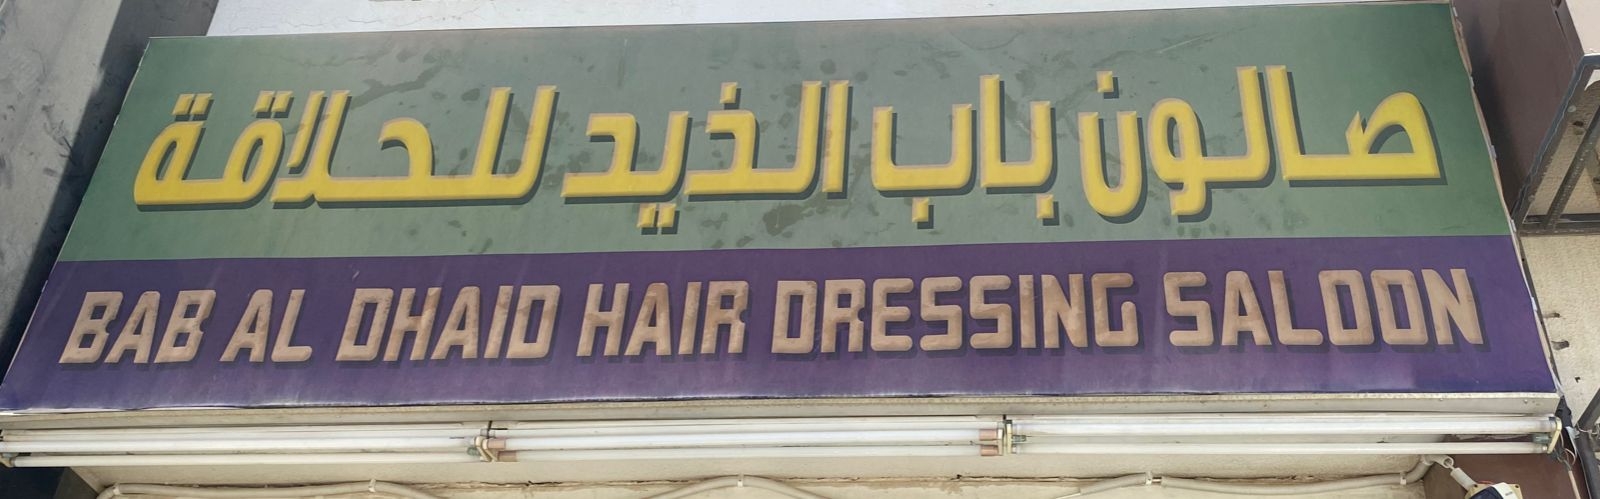 صالون باب الذيد للحلاقة
BAB AL DHAID HAIR DRESSING SALOON